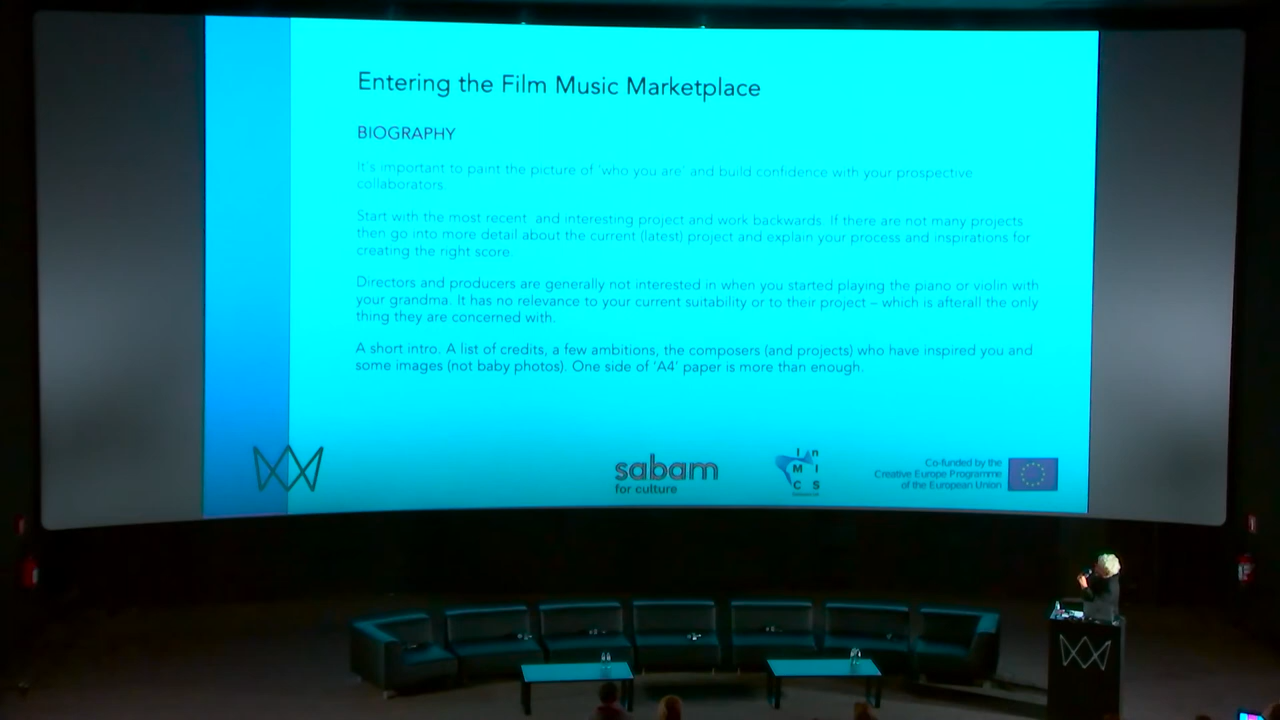 Entering the Film Music Marketplace
BIOGRAPHY
It's important to paint the picture of 'who you are' and build confidence with your prospective
collaborators.
Start with the most recent and interesting project and work backwards. If there are not many projects
then go into more detail about the current (latest) project and explain your process and inspirations for
creating the right score.
Directors and producers are generally not interested in when you started playing the piano or violin with
your grandma. It has no relevance to your current suitability or to their project – which is afterall the only
thing they are concerned with.
A short intro. A list of credits, a few ambitions, the composers (and projects) who have inspired you and
some images (not baby photos). One side of 'A4' paper is more than enough.
sabam
for culture
I n
M I
C S
Co-funded by the
Creative Europe Programme
of the European Union